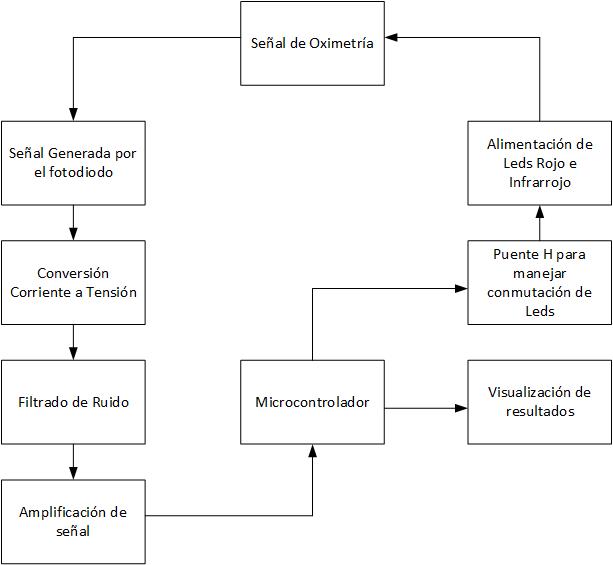 Señal de Oximetría
Señal Generada por
el fotodiodo
Conversión
Corriente a Tensión
Filtrado de Ruido
Amplificación de
señal
Microcontrolador
Puente H para
manejar
conmutación de
Leds
Alimentación de
Leds Rojo e
Infrarrojo
Visualización de
resultados